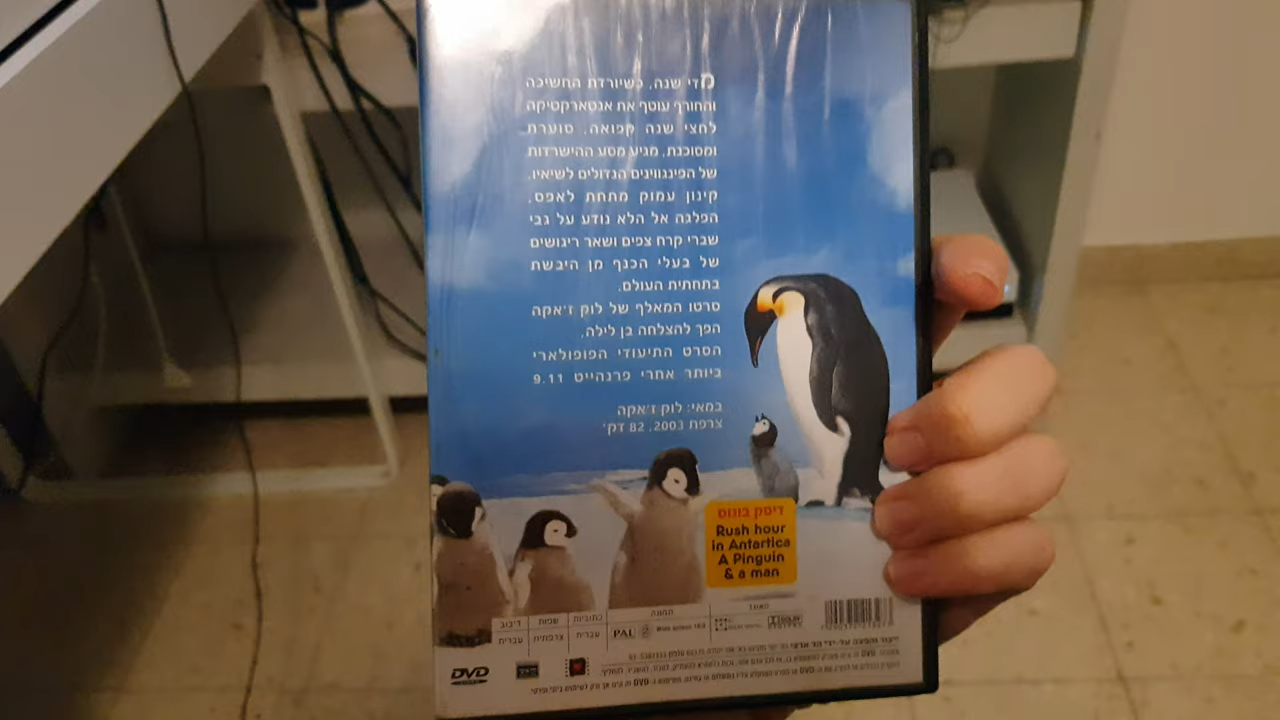 מדי שנה, כשיורדת החשיכה
והחורף עוטף את אנטארקטיקה
לחצי שנה קפואה, סוערת
ומסוכנת, מגיע מסע ההישרדות
של הפינגווינים הגדולים לשיאיו.
קינון עמוק מתחת לאפס,
הפלגה אל הלא נודע על גבי
שברי קרח צפים ושאר ריגושים
של בעלי הכנף מן היבשת
בתחתית העולם.
סרטו המאלף של לוק ז'אקה
הפך להצלחה בן לילה.
הסרט התיעודי הפופולארי
ביותר אחרי פרנהייט 9.11
במאי: לוק ז'אקה
צרפת 2003, 82 דק'
דיסק בונוס
Rush hour
in Antartica
A Pinguin
& a man
תמונה כתוביות שפות דיבוב
PAL עברית צרפתית עברית
DVD